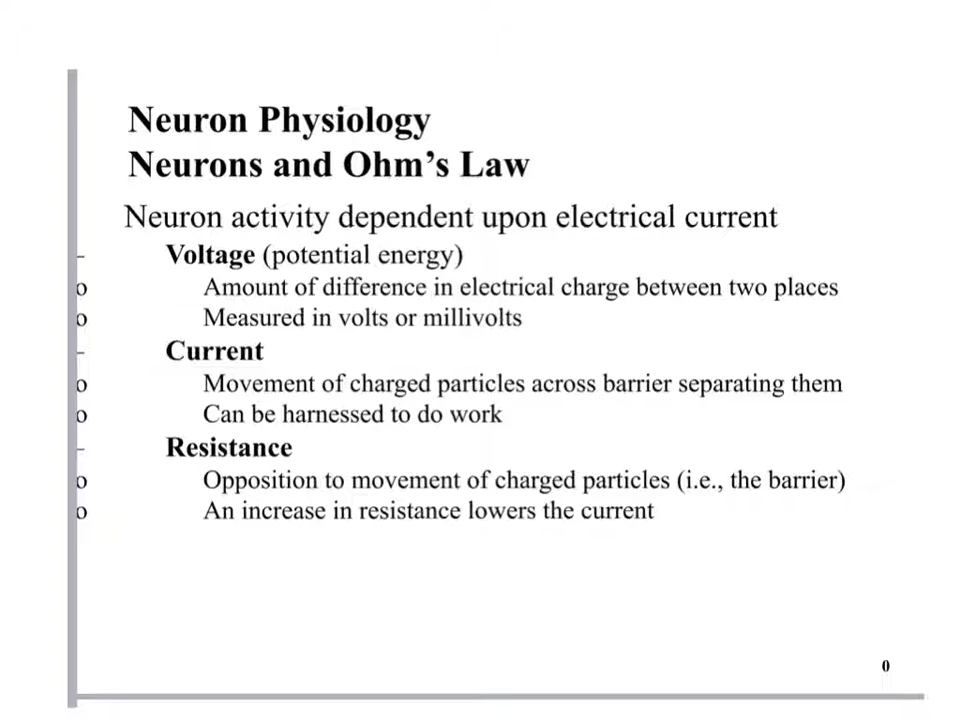 Neuron Physiology
Neurons and Ohm’s Law
Neuron activity dependent upon electrical current
– Voltage (potential energy)
o Amount of difference in electrical charge between two places
o Measured in volts or millivolts
– Current
o Movement of charged particles across barrier separating them
o Can be harnessed to do work
– Resistance
o Opposition to movement of charged particles (i.e., the barrier)
o An increase in resistance lowers the current
0